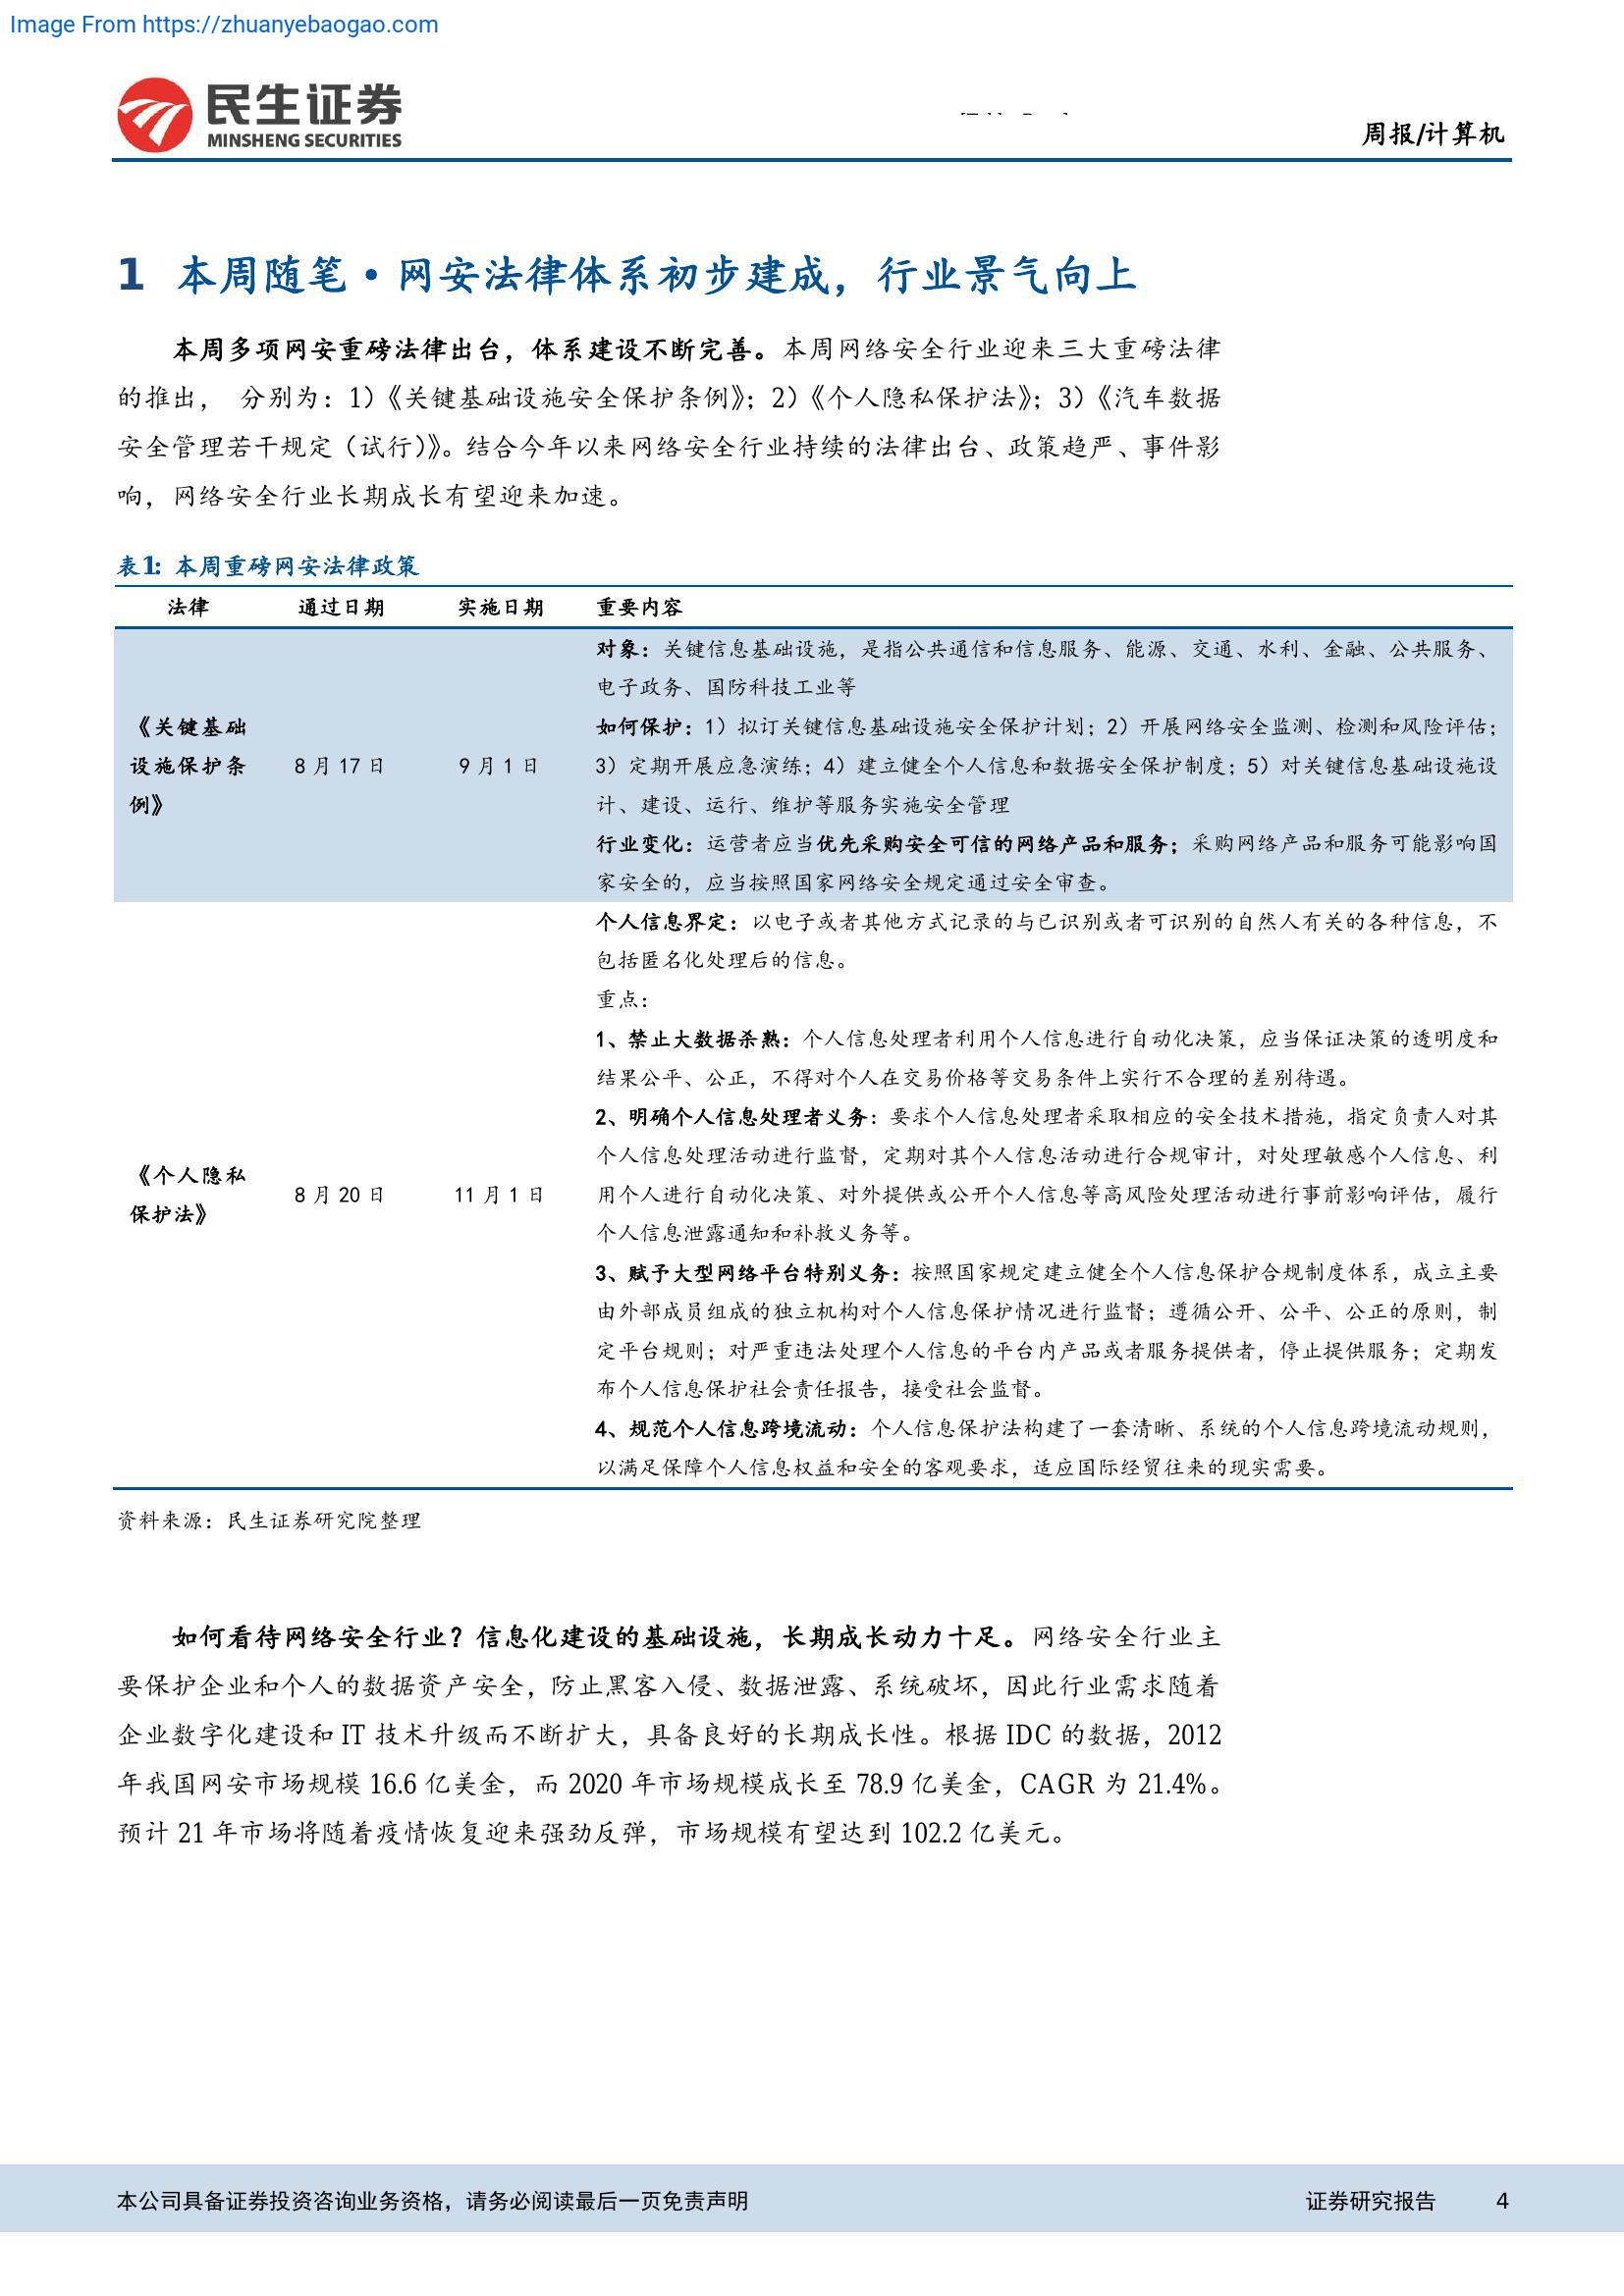 Image From https://zhuanyebaogao.com
民生证券
MINSHENG SECURITIES
周报/计算机
1 本周随笔·网安法律体系初步建成，行业景气向上
本周多项网安重磅法律出台，体系建设不断完善。本周网络安全行业迎来三大重磅法律
的推出， 分别为：1）《关键基础设施安全保护条例》；2）《个人隐私保护法》；3）《汽车数据
安全管理若干规定（试行）》。结合今年以来网络安全行业持续的法律出台、政策趋严、事件影
响，网络安全行业长期成长有望迎来加速。
表1：本周重磅网安法律政策
法律 通过日期 实施日期 重要内容
《关键基础
设施保护条
例》
8 月 17 日
9 月 1 日
对象：关键信息基础设施，是指公共通信和信息服务、能源、交通、水利、金融、公共服务、
电子政务、国防科技工业等
如何保护：1）拟订关键信息基础设施安全保护计划；2）开展网络安全监测、检测和风险评估；
3）定期开展应急演练；4）建立健全个人信息和数据安全保护制度；5）对关键信息基础设施设
计、建设、运行、维护等服务实施安全管理
行业变化：运营者应当优先采购安全可信的网络产品和服务；采购网络产品和服务可能影响国
家安全的，应当按照国家网络安全规定通过安全审查。
《个人隐私
保护法》
8 月 20 日
11 月 1 日
个人信息界定：以电子或者其他方式记录的与已识别或者可识别的自然人有关的各种信息，不
包括匿名化处理后的信息。
重点：
1、禁止大数据杀熟：个人信息处理者利用个人信息进行自动化决策，应当保证决策的透明度和
结果公平、公正，不得对个人在交易价格等交易条件上实行不合理的差别待遇。
2、明确个人信息处理者义务：要求个人信息处理者采取相应的安全技术措施，指定负责人对其
个人信息处理活动进行监督，定期对其个人信息活动进行合规审计，对处理敏感个人信息、利
用个人进行自动化决策、对外提供或公开个人信息等高风险处理活动进行事前影响评估，履行
个人信息泄露通知和补救义务等。
3、赋予大型网络平台特别义务：按照国家规定建立健全个人信息保护合规制度体系，成立主要
由外部成员组成的独立机构对个人信息保护情况进行监督；遵循公开、公平、公正的原则，制
定平台规则；对严重违法处理个人信息的平台内产品或者服务提供者，停止提供服务；定期发
布个人信息保护社会责任报告，接受社会监督。
4、规范个人信息跨境流动：个人信息保护法构建了一套清晰、系统的个人信息跨境流动规则，
以满足保障个人信息权益和安全的客观要求，适应国际经贸往来的现实需要。
资料来源：民生证券研究院整理
如何看待网络安全行业？信息化建设的基础设施，长期成长动力十足。网络安全行业主
要保护企业和个人的数据资产安全，防止黑客入侵、数据泄露、系统破坏，因此行业需求随着
企业数字化建设和 IT 技术升级而不断扩大，具备良好的长期成长性。根据 IDC 的数据，2012
年我国网安市场规模 16.6 亿美金，而 2020 年市场规模成长至 78.9 亿美金，CAGR 为 21.4%。
预计 21 年市场将随着疫情恢复迎来强劲反弹，市场规模有望达到 102.2 亿美元。
本公司具备证券投资咨询业务资格，请务必阅读最后一页免责声明 证券研究报告 4